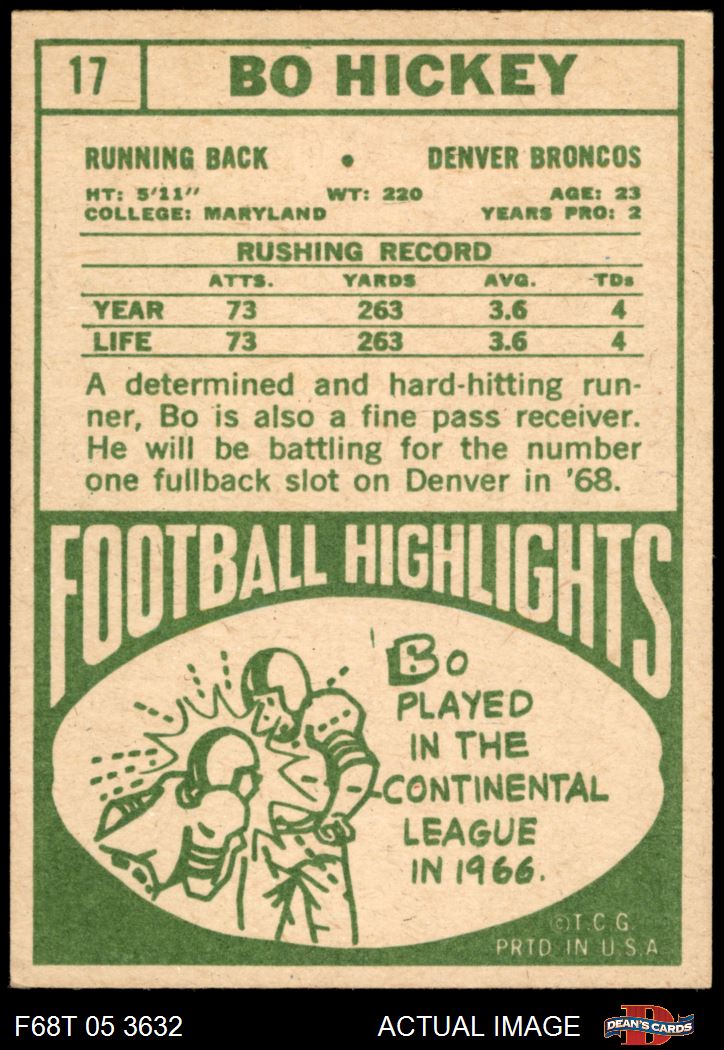 17
BO HICKEY
RUNNING BACK • DENVER BRONCOS
HT: 5'11" WT: 220 AGE: 23
COLLEGE: MARYLAND YEARS PRO: 2
RUSHING RECORD
ATTS. YARDS AVG. TDs
YEAR 73 263 3.6 4
LIFE 73 263 3.6 4
A determined and hard-hitting run-
ner, Bo is also a fine pass receiver.
He will be battling for the number
one fullback slot on Denver in '68.
FOOTBALL HIGHLIGHTS
BO
PLAYED
IN THE
CONTINENTAL
LEAGUE
IN 1966.
©T.C.G.
PRTD. IN U.S.A.
F68T 05 3632 ACTUAL IMAGE
D
DEAN'S CARDS